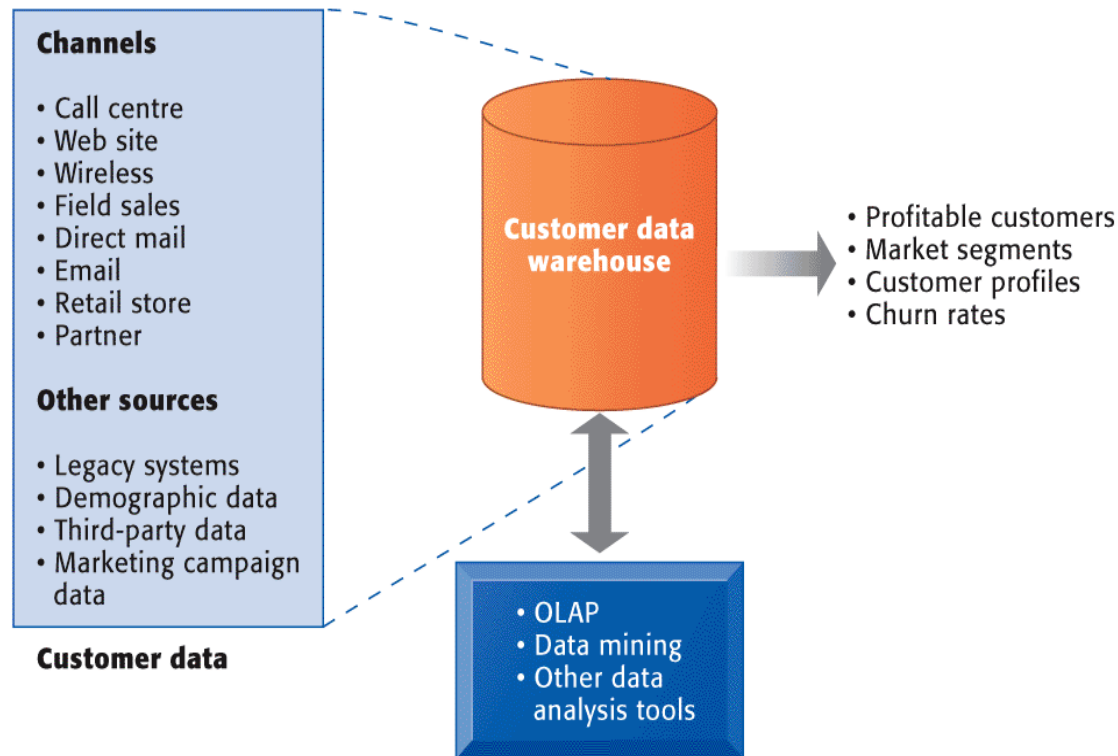 Channels
• Call centre
• Web site
• Wireless
• Field sales
• Direct mail
• Email
• Retail store
• Partner
Other sources
• Legacy systems
• Demographic data
• Third-party data
• Marketing campaign
data
Customer data
Customer data
warehouse
• Profitable customers
• Market segments
• Customer profiles
• Churn rates
• OLAP
• Data mining
• Other data
analysis tools